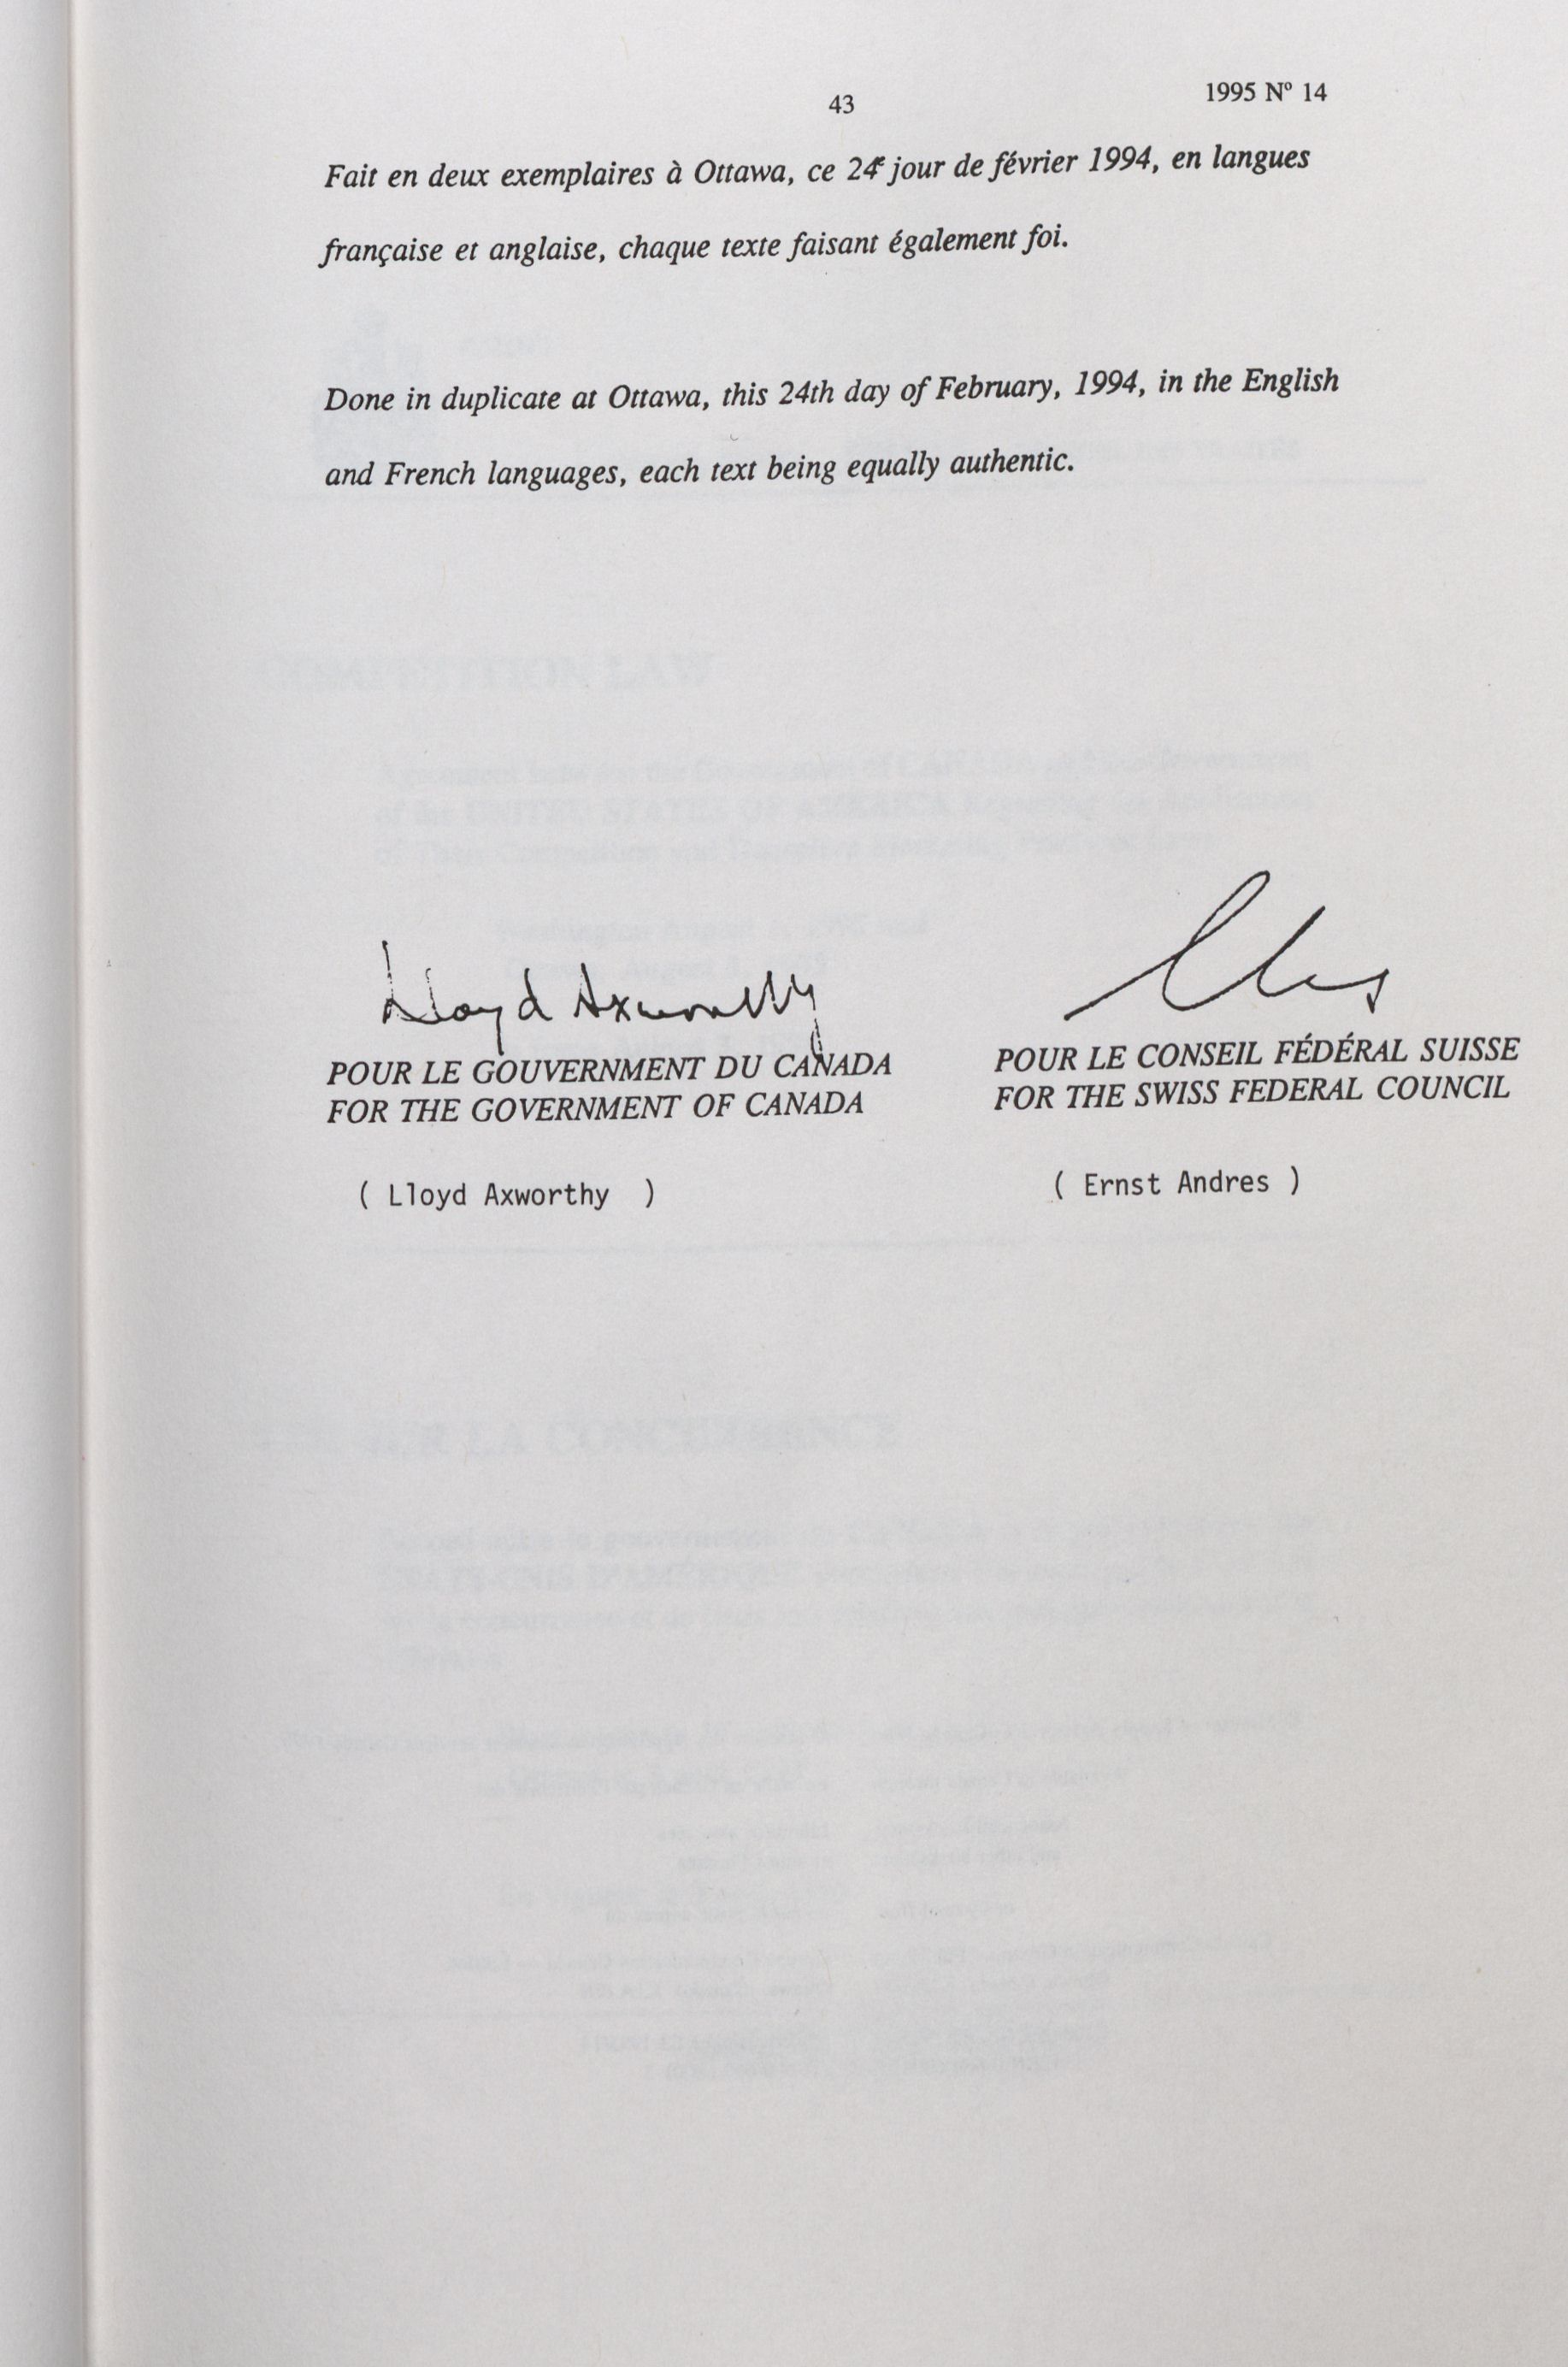 43
1995 Nº 14
Fait en deux exemplaires à Ottawa, ce 24e jour de février 1994, en langues
française et anglaise, chaque texte faisant également foi.
Done in duplicate at Ottawa, this 24th day of February, 1994, in the English
and French languages, each text being equally authentic.
Lloyd Axworthy
POUR LE GOUVERNMENT DU CANADA
FOR THE GOVERNMENT OF CANADA
POUR LE CONSEIL FÉDÉRAL SUISSE
FOR THE SWISS FEDERAL COUNCIL
( Lloyd Axworthy )
( Ernst Andres )